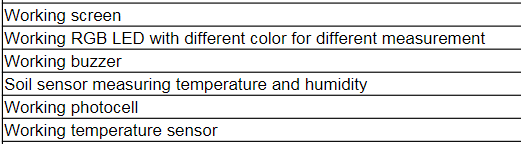 Working screen
Working RGB LED with different color for different measurement
Working buzzer
Soil sensor measuring temperature and humidity
Working photocell
Working temperature sensor